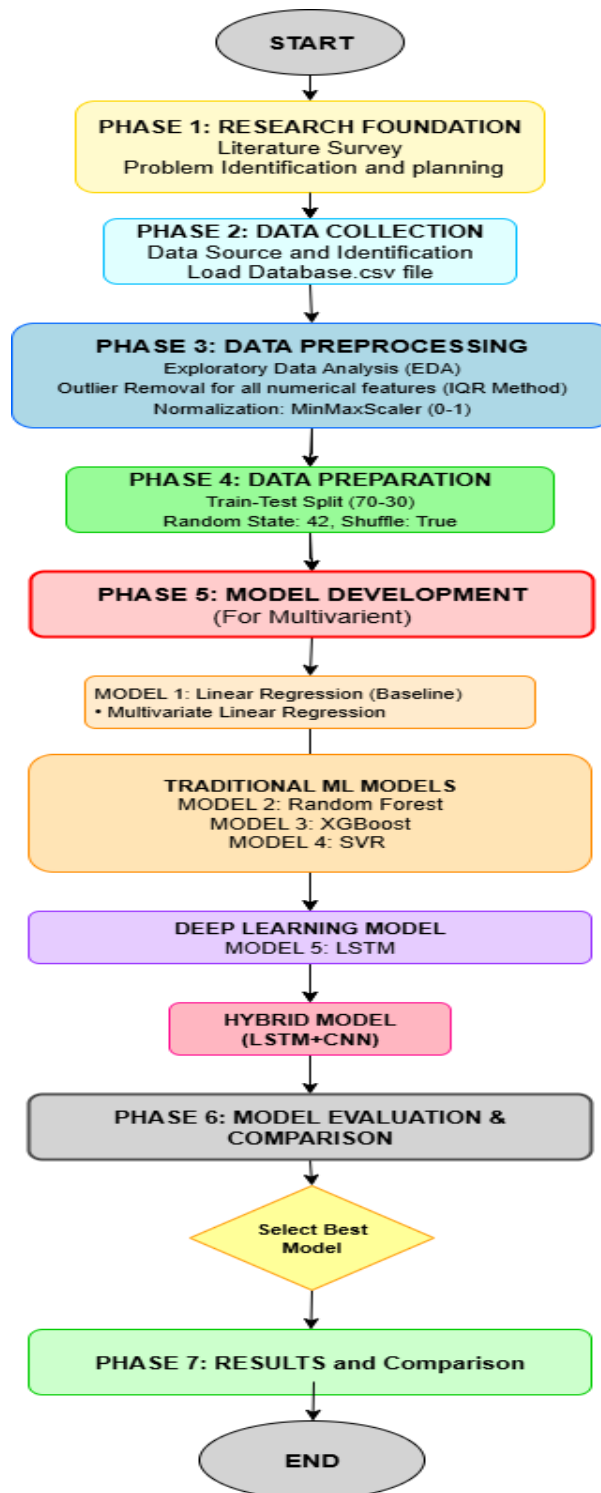 START
PHASE 1: RESEARCH FOUNDATION
Literature Survey
Problem Identification and planning
PHASE 2: DATA COLLECTION
Data Source and Identification
Load Database.csv file
PHASE 3: DATA PREPROCESSING
Exploratory Data Analysis (EDA)
Outlier Removal for all numerical features (IQR Method)
Normalization: MinMaxScaler (0-1)
PHASE 4: DATA PREPARATION
Train-Test Split (70-30)
Random State: 42, Shuffle: True
PHASE 5: MODEL DEVELOPMENT
(For Multivarient)
MODEL 1: Linear Regression (Baseline)
• Multivariate Linear Regression
TRADITIONAL ML MODELS
MODEL 2: Random Forest
MODEL 3: XGBoost
MODEL 4: SVR
DEEP LEARNING MODEL
MODEL 5: LSTM
HYBRID MODEL
(LSTM+CNN)
PHASE 6: MODEL EVALUATION &
COMPARISON
Select Best
Model
PHASE 7: RESULTS and Comparison
END